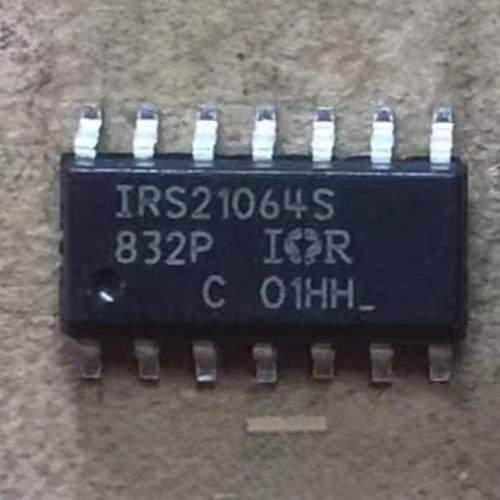 IRS21064S
832P IOR
C 01HH_